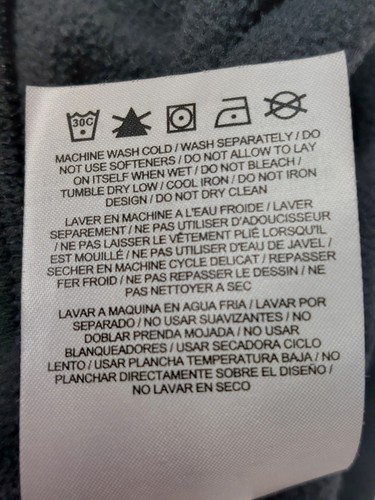 30C
MACHINE WASH COLD / WASH SEPARATELY / DO
NOT USE SOFTENERS / DO NOT ALLOW TO LAY
ON ITSELF WHEN WET / DO NOT BLEACH /
TUMBLE DRY LOW / COOL IRON / DO NOT IRON
DESIGN / DO NOT DRY CLEAN
LAVER EN MACHINE A L'EAU FROIDE / LAVER
SEPAREMENT / NE PAS UTILISER D'ADOUCISSEUR
/ NE PAS LAISSER LE VÊTEMENT PLIÉ LORSQU'IL
EST MOUILLÉ / NE PAS UTILISER D'EAU DE JAVEL /
SECHER EN MACHINE CYCLE DELICAT / REPASSER
FER FROID / NE PAS REPASSER LE DESSIN / NE
PAS NETTOYER A SEC
LAVAR A MAQUINA EN AGUA FRIA / LAVAR POR
SEPARADO / NO USAR SUAVIZANTES / NO
DOBLAR PRENDA MOJADA / NO USAR
BLANQUEADORES / USAR SECADORA CICLO
LENTO / USAR PLANCHA TEMPERATURA BAJA / NO
PLANCHAR DIRECTAMENTE SOBRE EL DISEÑO /
NO LAVAR EN SECO